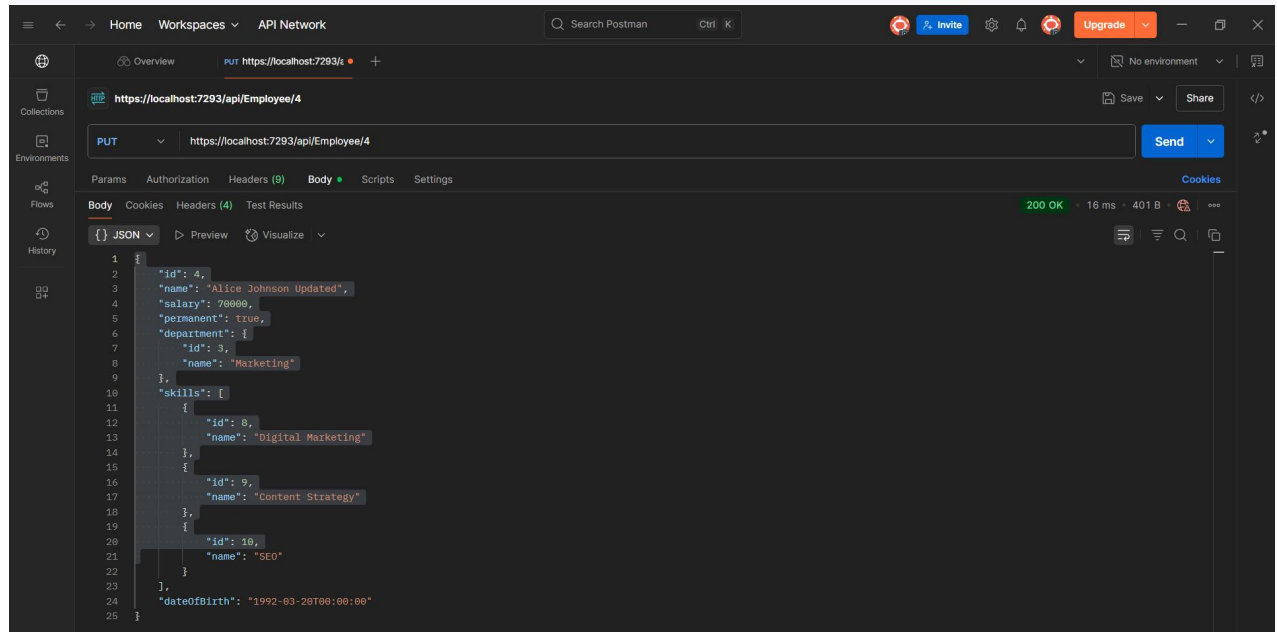 Home Workspaces API Network Search Postman Ctrl K Invite Upgrade
Overview PUT https://localhost:7293/a No environment
Collections
HTTP https://localhost:7293/api/Employee/4 Save Share
Environments
PUT https://localhost:7293/api/Employee/4 Send
Flows
Params Authorization Headers (9) Body Scripts Settings Cookies
History
Body Cookies Headers (4) Test Results 200 OK 16 ms 401 B
{} JSON Preview Visualize
1 {
2 "id": 4,
3 "name": "Alice Johnson Updated",
4 "salary": 70000,
5 "permanent": true,
6 "department": {
7 "id": 3,
8 "name": "Marketing"
9 },
10 "skills": [
11 {
12 "id": 8,
13 "name": "Digital Marketing"
14 },
15 {
16 "id": 9,
17 "name": "Content Strategy"
18 },
19 {
20 "id": 10,
21 "name": "SEO"
22 }
23 ],
24 "dateOfBirth": "1992-03-20T00:00:00"
25 }